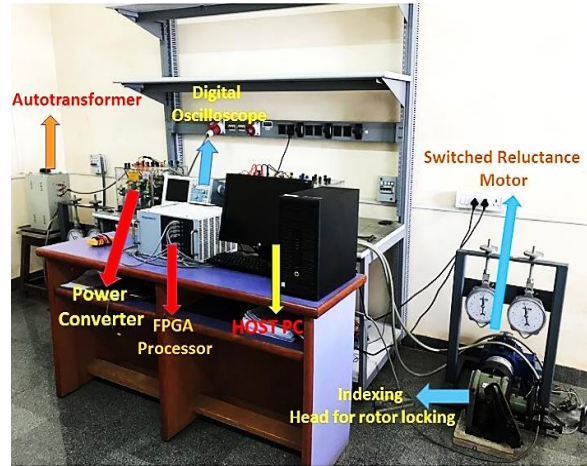 Autotransformer
Digital
Oscilloscope
Switched Reluctance
Motor
Power
Converter
FPGA
Processor
HOST PC
Indexing
Head for rotor locking